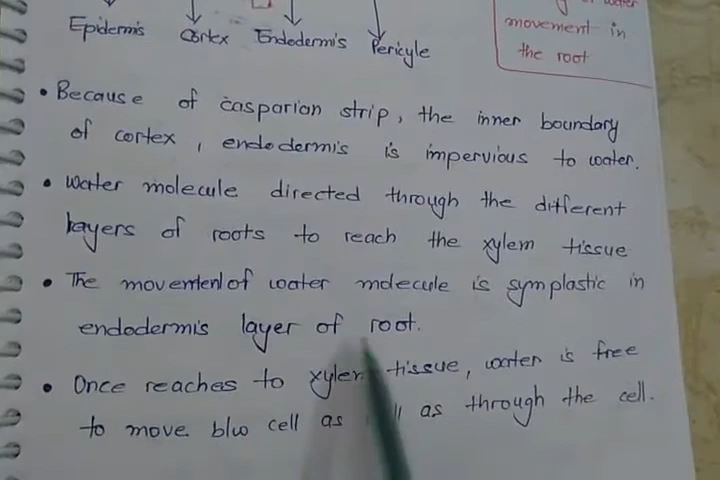 water
movement in
the root
Epidermis Cortex Endodermis Pericyle
• Because of casparian strip, the inner boundary
of cortex, endodermis is impervious to water.
• water molecule directed through the different
layers of roots to reach the xylem tissue
• The movement of water molecule is symplastic in
endodermis layer of root.
• Once reaches to xylem tissue, water is free
to move b/w cell as as through the cell.